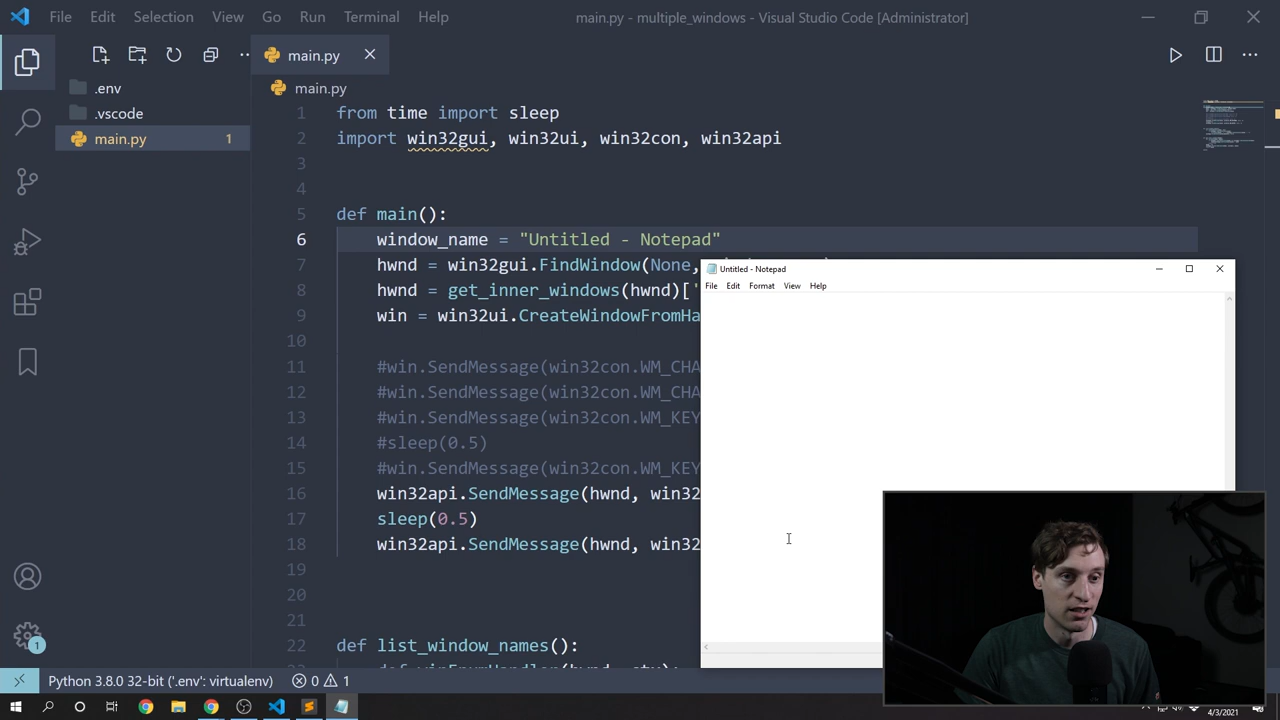 File Edit Selection View Go Run Terminal Help
main.py - multiple_windows - Visual Studio Code [Administrator]
.env
.vscode
main.py 1
main.py
main.py
1 from time import sleep
2 import win32gui, win32ui, win32con, win32api
3
4
5 def main():
6 window_name = "Untitled - Notepad"
7 hwnd = win32gui.FindWindow(None,
8 hwnd = get_inner_windows(hwnd)['
9 win = win32ui.CreateWindowFromHa
10
11 #win.SendMessage(win32con.WM_CHA
12 #win.SendMessage(win32con.WM_CHA
13 #win.SendMessage(win32con.WM_KEY
14 #sleep(0.5)
15 #win.SendMessage(win32con.WM_KEY
16 win32api.SendMessage(hwnd, win32
17 sleep(0.5)
18 win32api.SendMessage(hwnd, win32
19
20
21
22 def list_window_names():
Untitled - Notepad
File Edit Format View Help
1
Python 3.8.0 32-bit ('.env': virtualenv) 0 1
4/3/2021